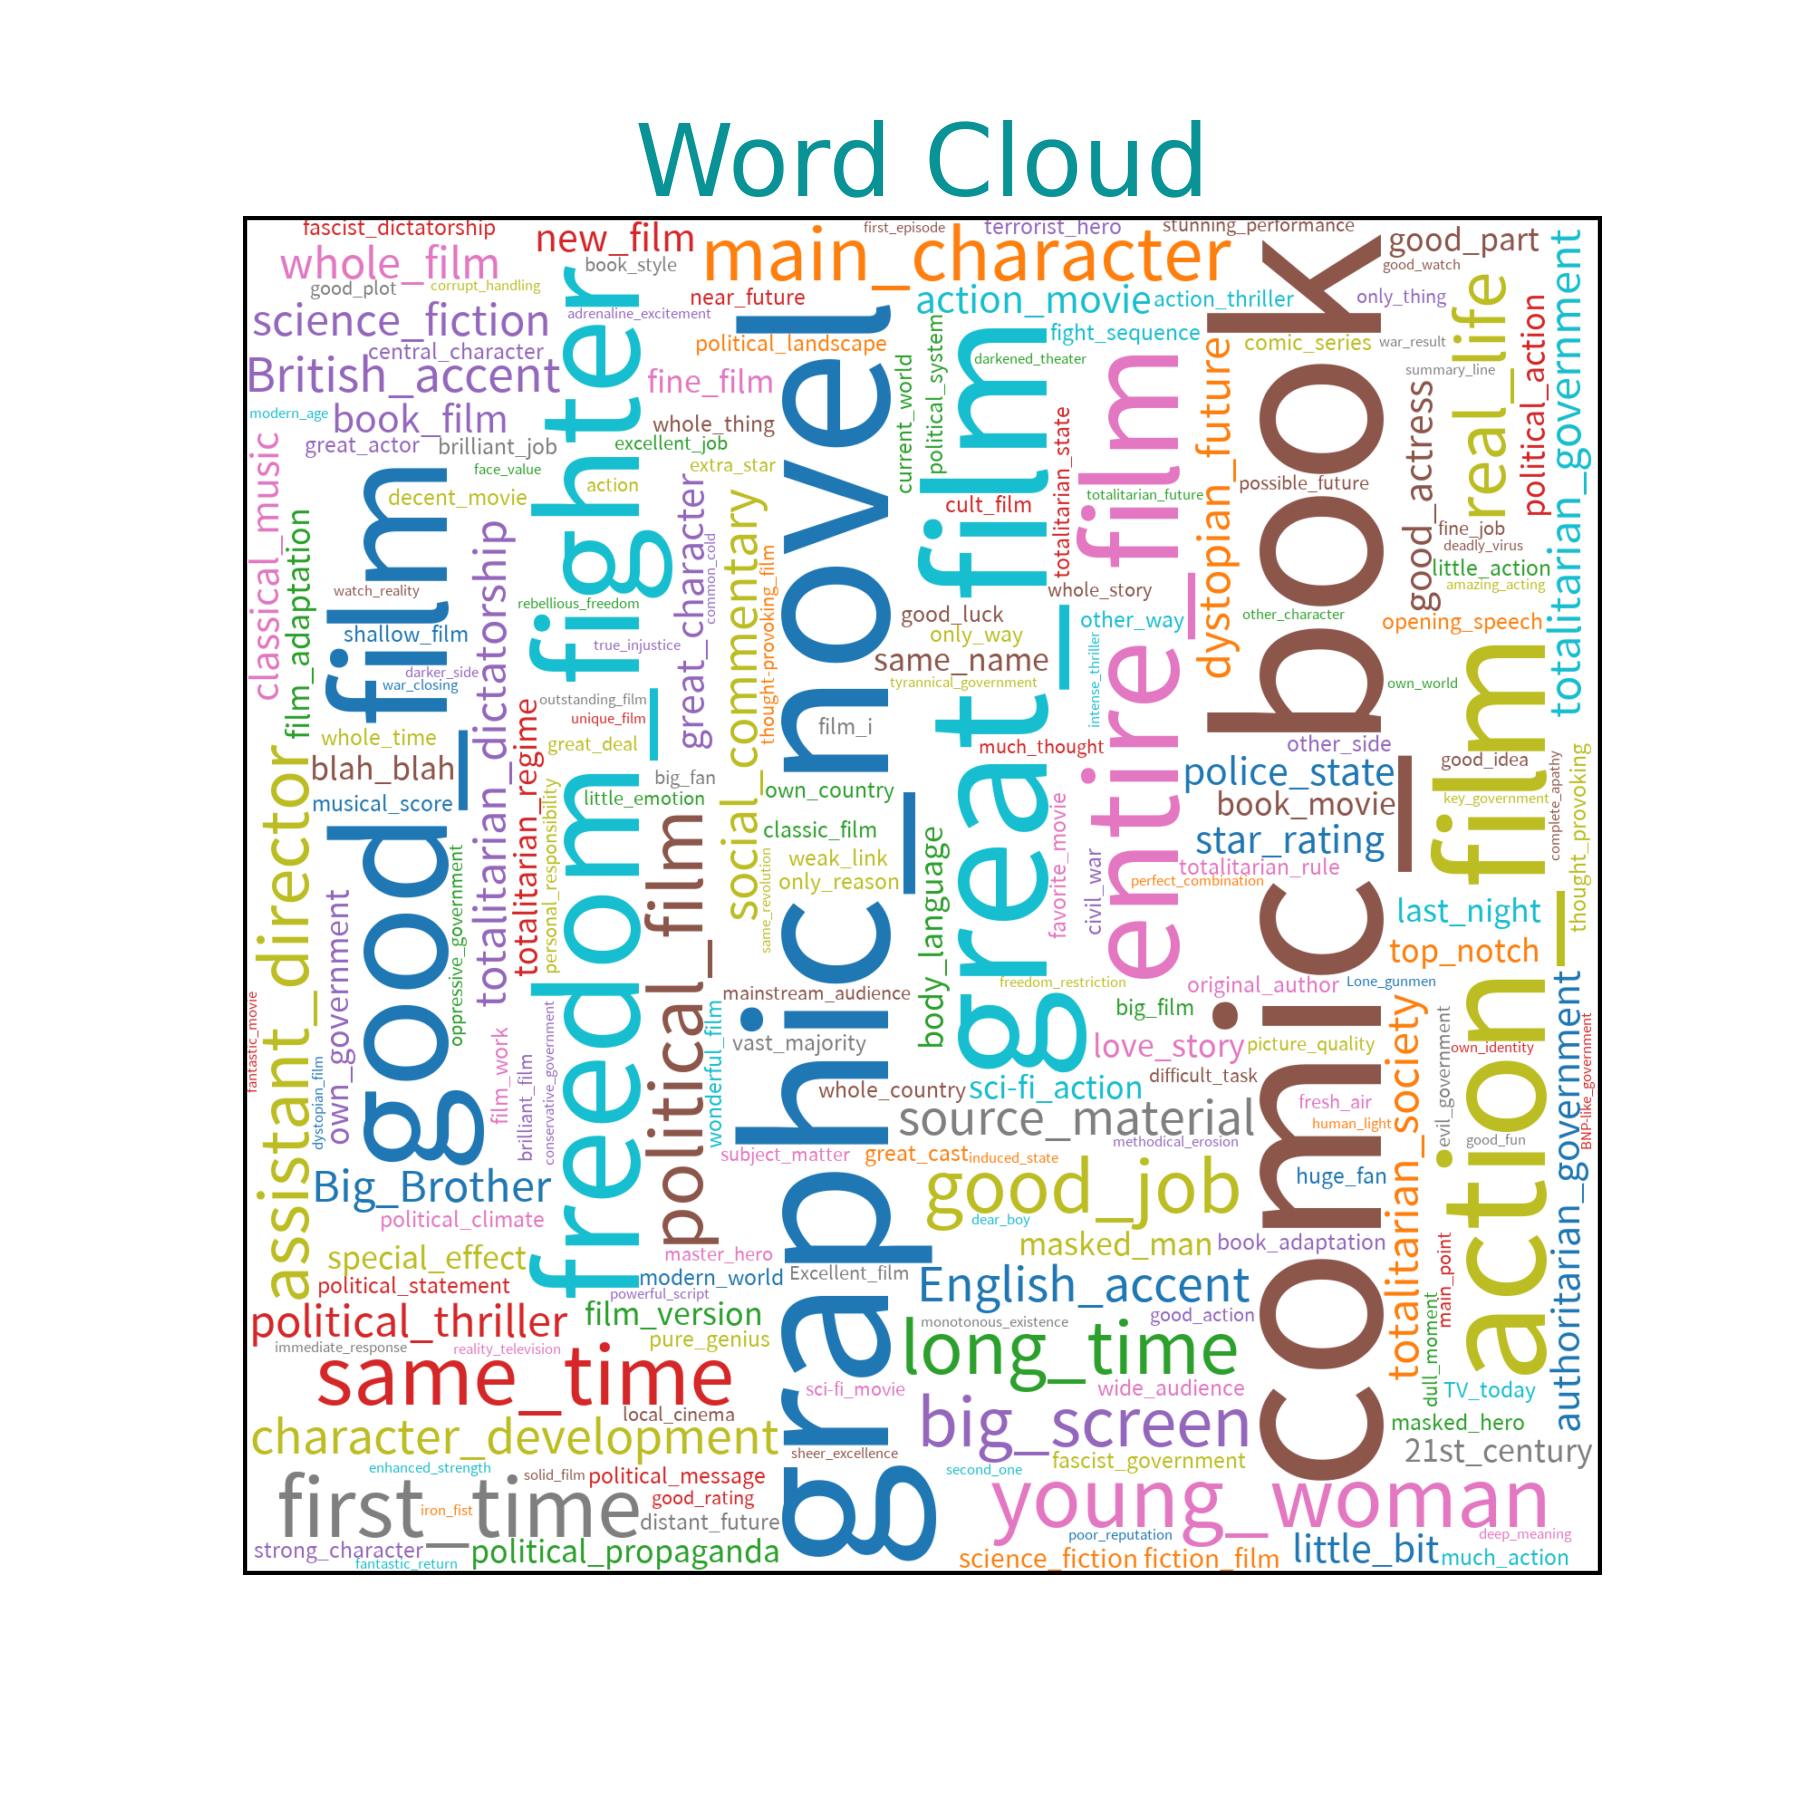 Word Cloud
fascist_dictatorship
new_film
main_character
first_episode
terrorist_hero
stunning_performance
good_part
whole_film
book_style
good_watch
good_plot
corrupt_handling
near_future
action_movie
action_thriller
only_thing
science_fiction
adrenaline_excitement
political_landscape
fight_sequence
comic_series
war_result
central_character
darkened_theater
summary_line
British_accent
fine_film
modern_age
book_film
great_actor
brilliant_job
whole_thing
excellent_job
face_value
extra_star
decent_movie
action
cult_film
totalitarian_future
possible_future
fine_job
deadly_virus
little_action
amazing_acting
watch_reality
rebellious_freedom
whole_story
good_luck
other_way
other_character
opening_speech
shallow_film
true_injustice
only_way
darker_side
war_closing
same_name
tyrannical_government
own_world
outstanding_film
unique_film
film_i
whole_time
great_deal
much_thought
other_side
good_idea
blah_blah
big_fan
police_state
musical_score
little_emotion
own_country
book_movie
key_government
classic_film
star_rating
weak_link
totalitarian_rule
only_reason
perfect_combination
last_night
top_notch
mainstream_audience
freedom_restriction
original_author
Lone_gunmen
big_film
vast_majority
love_story
picture_quality
own_identity
whole_country
sci-fi_action
difficult_task
source_material
fresh_air
human_light
good_fun
methodical_erosion
subject_matter
great_cast
induced_state
Big_Brother
good_job
huge_fan
political_climate
dear_boy
special_effect
master_hero
masked_man
book_adaptation
political_statement
modern_world
Excellent_film
English_accent
powerful_script
political_thriller
film_version
good_action
monotonous_existence
immediate_response
reality_television
pure_genius
long_time
same_time
sci-fi_movie
wide_audience
TV_today
local_cinema
big_screen
masked_hero
character_development
sheer_excellence
fascist_government
21st_century
enhanced_strength
solid_film
political_message
second_one
first_time
iron_fist
good_rating
distant_future
young_woman
poor_reputation
deep_meaning
strong_character
fantastic_return
political_propaganda
science_fiction
fiction_film
little_bit
much_action
classical_music
film_adaptation
assistant_director
fantastic_movie
dystopian_film
own_government
good_film
oppressive_government
totalitarian_dictatorship
totalitarian_regime
film_work
brilliant_film
personal_responsibility
conservative_government
freedom_fighter
political_film
great_character
common_cold
wonderful_film
social_commentary
thought-provoking_film
same_revolution
graphic_novel
current_world
political_system
body_language
great_film
totalitarian_state
favorite_movie
intense_thriller
civil_war
entire_film
dystopian_future
comic_book
good_actress
totalitarian_society
dull_moment
main_point
evil_government
real_life
action_film
political_action
totalitarian_government
complete_apathy
thought_provoking
authoritarian_government
BNP-like_government